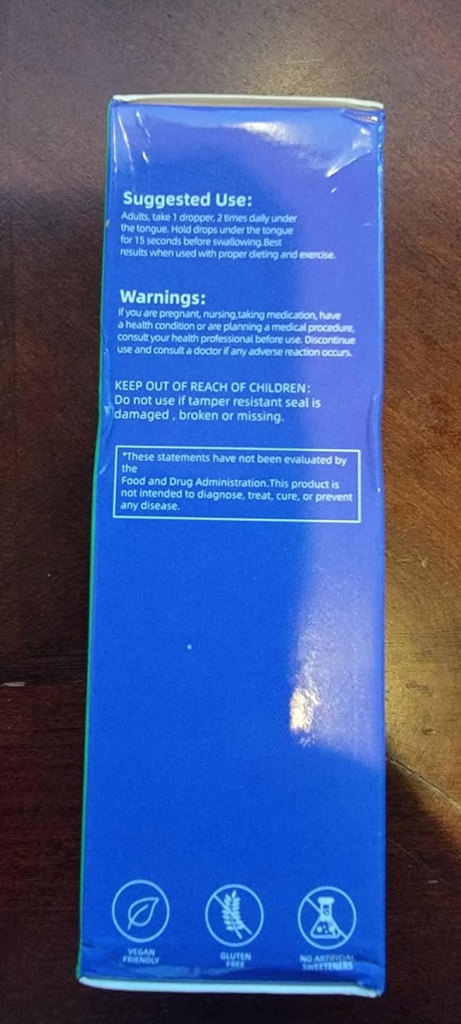 Suggested Use:
Adults, take 1 dropper, 2 times daily under
the tongue. Hold drops under the tongue
for 15 seconds before swallowing.Best
results when used with proper dieting and exercise.
Warnings:
If you are pregnant, nursing,taking medication, have
a health condition or are planning a medical procedure,
consult your health professional before use. Discontinue
use and consult a doctor if any adverse reaction occurs.
KEEP OUT OF REACH OF CHILDREN:
Do not use if tamper resistant seal is
damaged , broken or missing.
*These statements have not been evaluated by
the
Food and Drug Administration.This product is
not intended to diagnose, treat, cure, or prevent
any disease.
VEGAN
FRIENDLY
GLUTEN
FREE
NO ARTIFICIAL
SWEETENERS